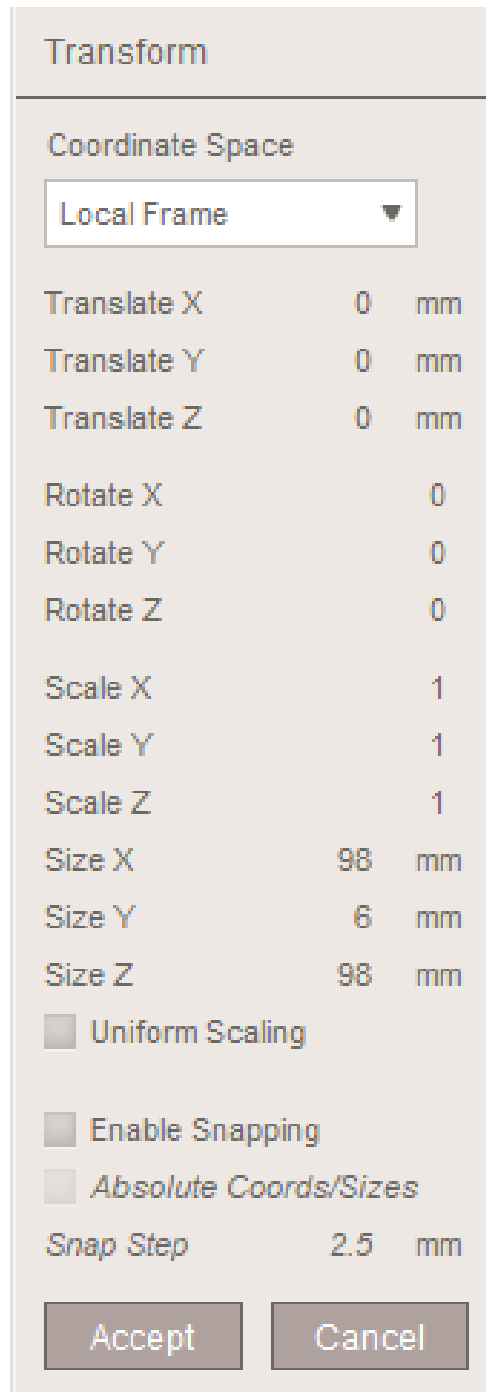 Transform
Coordinate Space
Local Frame
Translate X 0 mm
Translate Y 0 mm
Translate Z 0 mm
Rotate X 0
Rotate Y 0
Rotate Z 0
Scale X 1
Scale Y 1
Scale Z 1
Size X 98 mm
Size Y 6 mm
Size Z 98 mm
Uniform Scaling
Enable Snapping
Absolute Coords/Sizes
Snap Step 2.5 mm
Accept Cancel